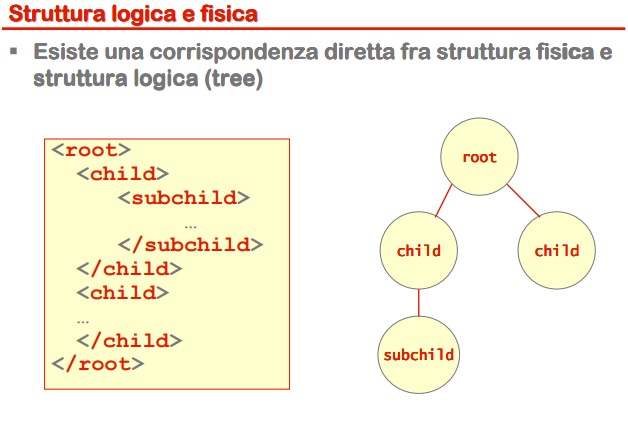 Struttura logica e fisica
▪ Esiste una corrispondenza diretta fra struttura fisica e
struttura logica (tree)
<root>
<child>
<subchild>
...
</subchild>
</child>
<child>
...
</child>
</root>
root
child
child
subchild